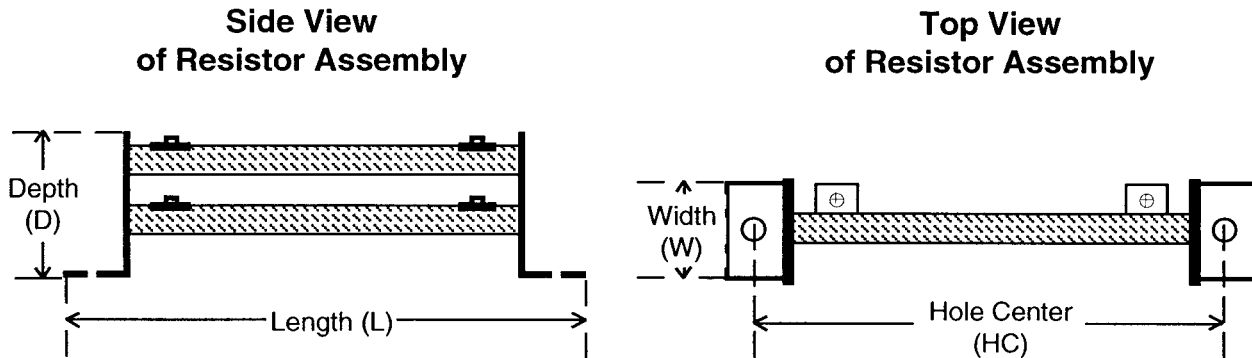 Side View
of Resistor Assembly
Top View
of Resistor Assembly
Depth
(D)
Length (L)
Width
(W)
Hole Center
(HC)